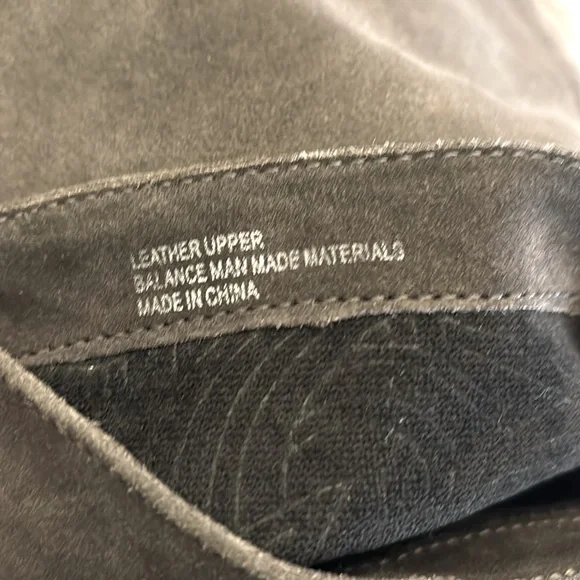 LEATHER UPPER
BALANCE MAN MADE MATERIALS
MADE IN CHINA